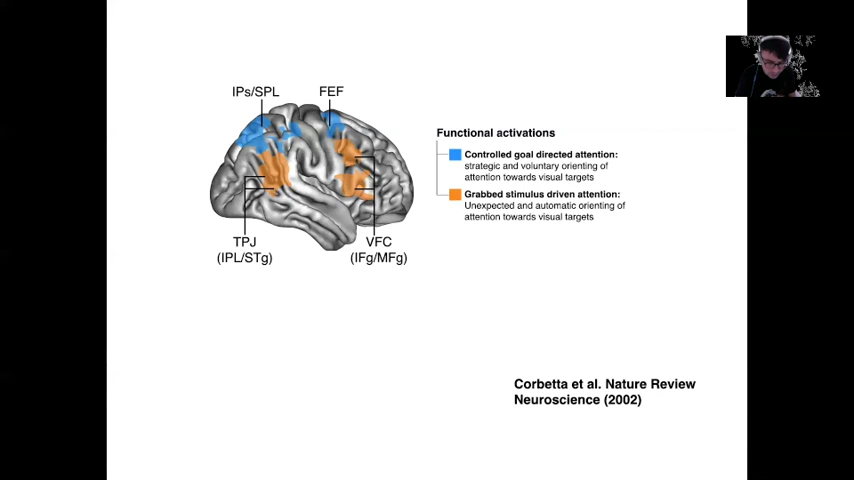 IPs/SPL
FEF
TPJ
(IPL/STg)
VFC
(IFg/MFg)
Functional activations
Controlled goal directed attention:
strategic and voluntary orienting of
attention towards visual targets
Grabbed stimulus driven attention:
Unexpected and automatic orienting of
attention towards visual targets
Corbetta et al. Nature Review
Neuroscience (2002)